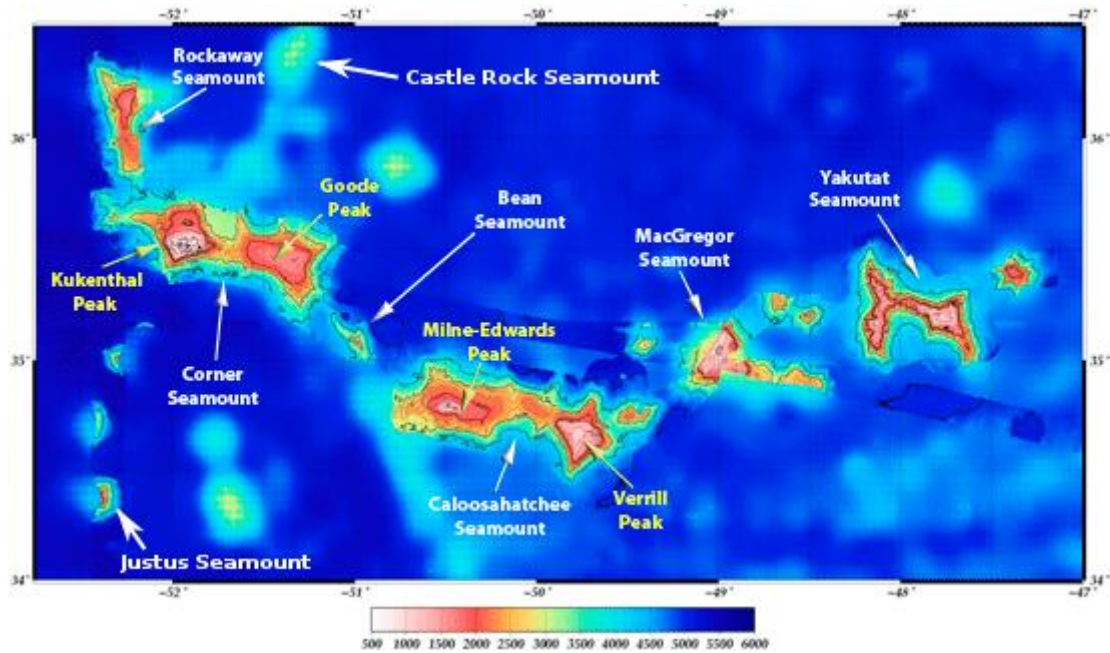 −52° −51° −50° −49° −48° −47°
Rockaway
Seamount
Castle Rock Seamount
36° 36°
Goode
Peak
Bean
Seamount
Yakutat
Seamount
MacGregor
Seamount
Kukenthal
Peak
Milne-Edwards
Peak
35° 35°
Corner
Seamount
Caloosahatchee
Seamount
Verrill
Peak
Justus Seamount
34° 34°
−52° −51° −50° −49° −48° −47°
500 1000 1500 2000 2500 3000 3500 4000 4500 5000 5500 6000